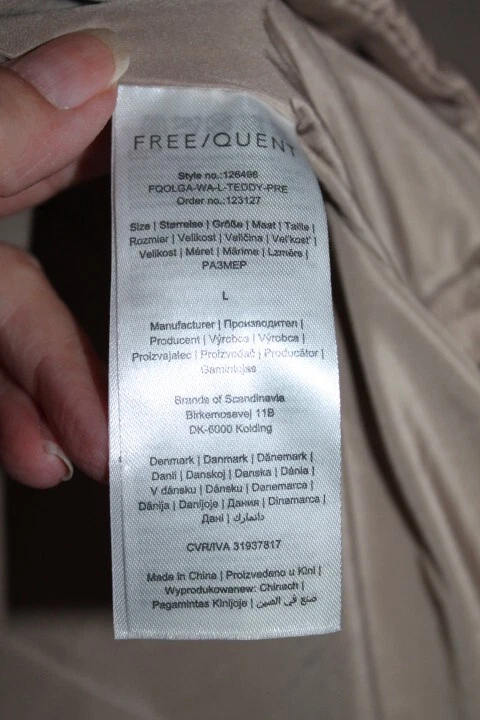 FREE/QUENT
Style no.:126496
FQOLGA-WA-L-TEDDY-PRE
Order no.:123127
Size | Størrelse | Größe | Maat | Taille |
Rozmiar | Velikost | Veličina | Veľkosť |
Velikost | Méret | Mărime | Izmērs |
РАЗМЕР
L
Manufacturer | Производител |
Producent | Výrobce | Výrobca |
Proizvajalec | Proizvođač | Producător |
Gamintojas
Brands of Scandinavia
Birkemosevej 11B
DK-6000 Kolding
Denmark | Danmark | Dänemark |
Danii | Danskoj | Danska | Dánia |
V dánsku | Dánsku | Danemarca |
Dānija | Danijoje | Дания | Dinamarca |
Дані | دانمارك
CVR/IVA 31937817
Made in China | Proizvedeno u Kini |
Wyprodukowanew: Chinach |
Pagamintas Kinijoje | صنع في الصين